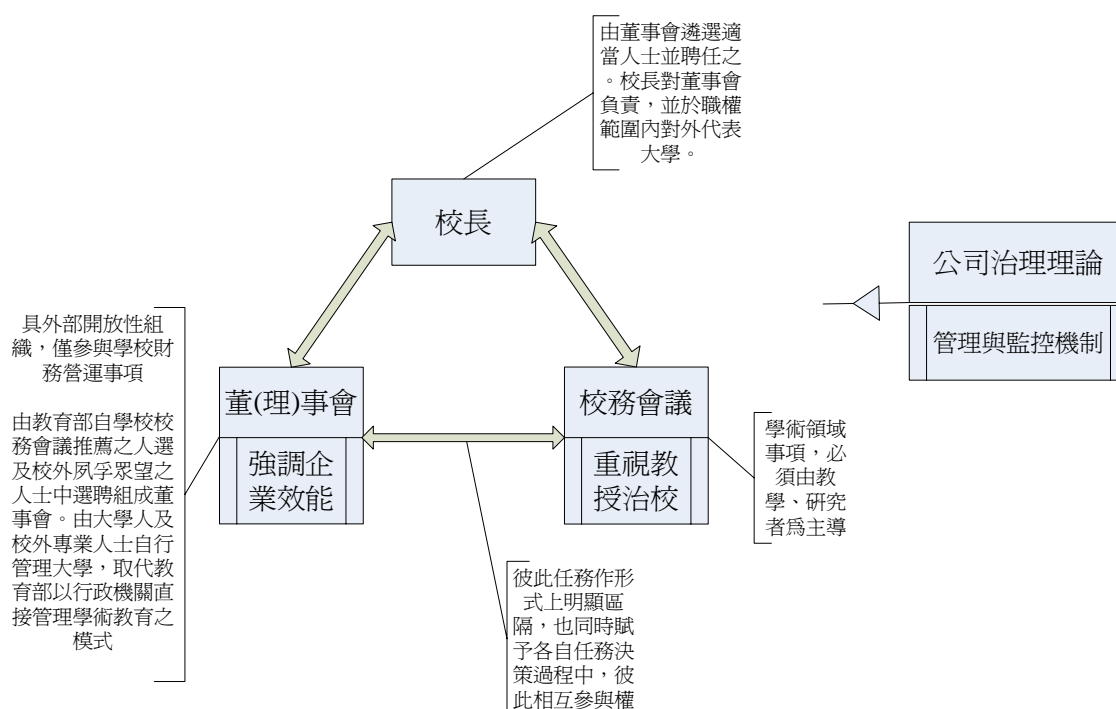 由董事會遴選適
當人士並聘任之
。校長對董事會
負責，並於職權
範圍內對外代表
大學。
校長
公司治理理論
管理與監控機制
具外部開放性組
織，僅參與學校財
務營運事項
由教育部自學校校
務會議推薦之人選
及校外夙孚眾望之
人士中選聘組成董
事會。由大學人及
校外專業人士自行
管理大學，取代教
育部以行政機關直
接管理學術教育之
模式
董(理)事會
強調企
業效能
校務會議
重視教
授治校
學術領域
事項，必
須由教
學、研究
者為主導
彼此任務作形
式上明顯區
隔，也同時賦
予各自任務決
策過程中，彼
此相互參與權